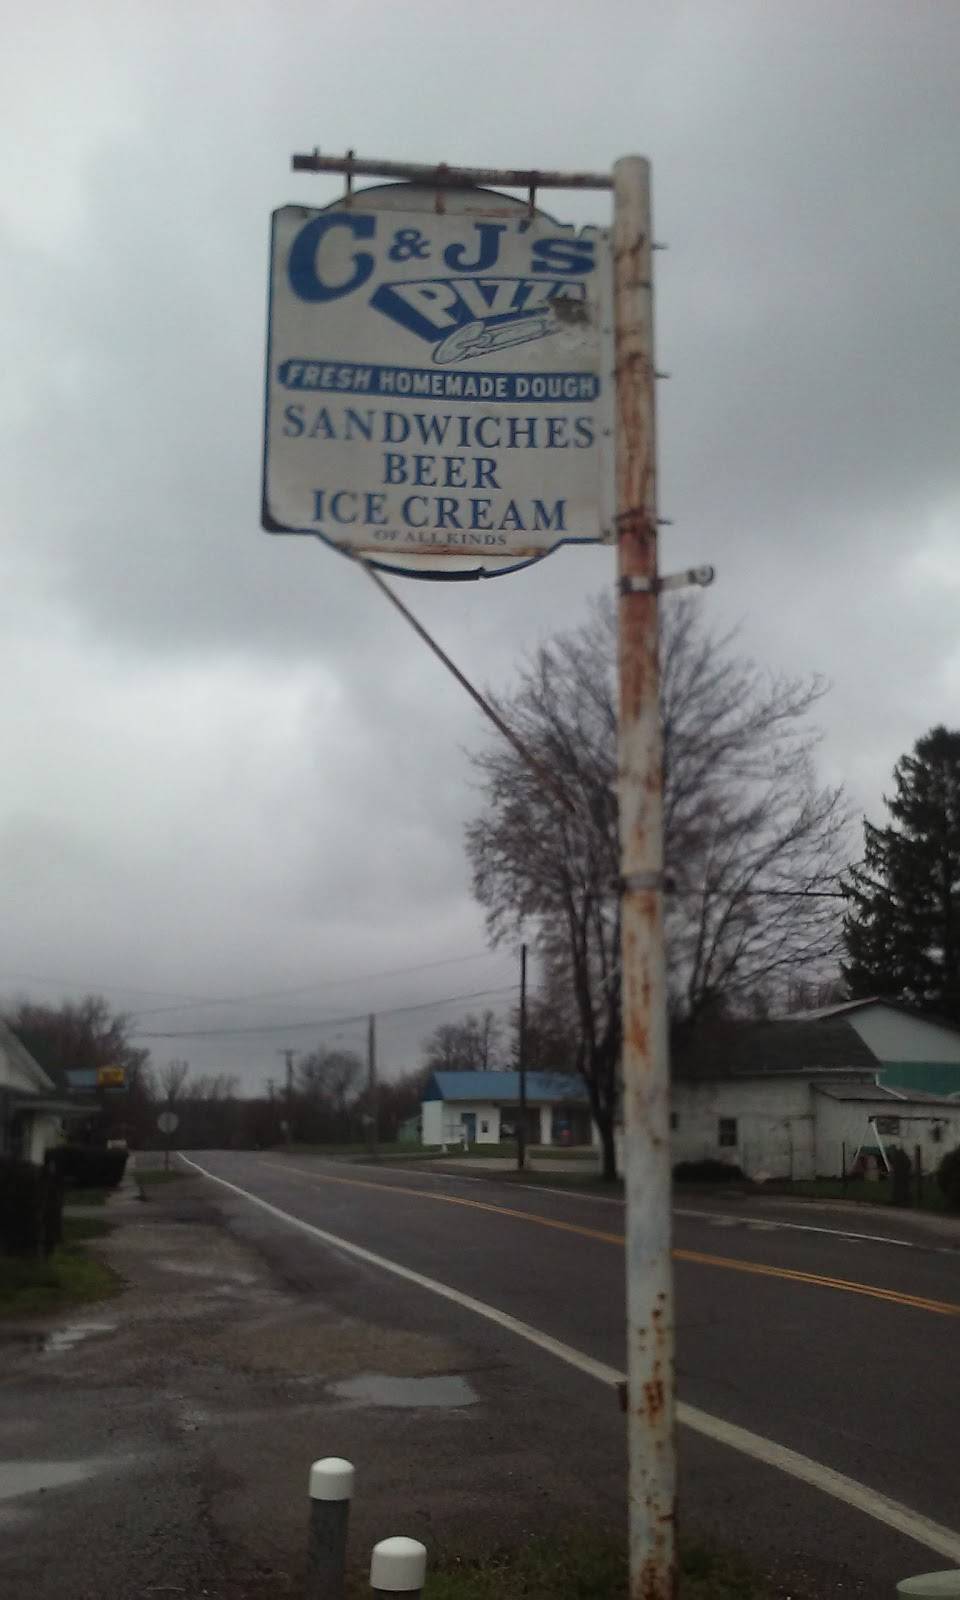 C & J's
PIZZA
FRESH HOMEMADE DOUGH
SANDWICHES
BEER
ICE CREAM
OF ALL KINDS